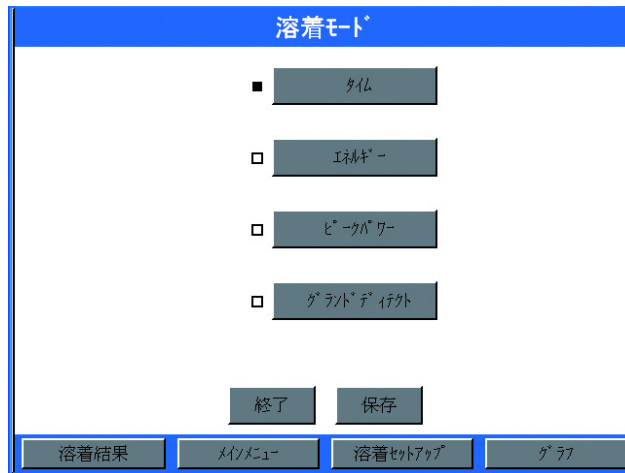 溶着ﾓｰﾄﾞ
ﾀｲﾑ
ｴﾈﾙｷﾞｰ
ﾋﾟｰｸﾊﾟﾜｰ
ｸﾞﾗﾝﾄﾞﾃﾞｨﾃｸﾄ
終了 保存
溶着結果 ﾒｲﾝﾒﾆｭｰ 溶着ｾｯﾄｱｯﾌﾟ ｸﾞﾗﾌ